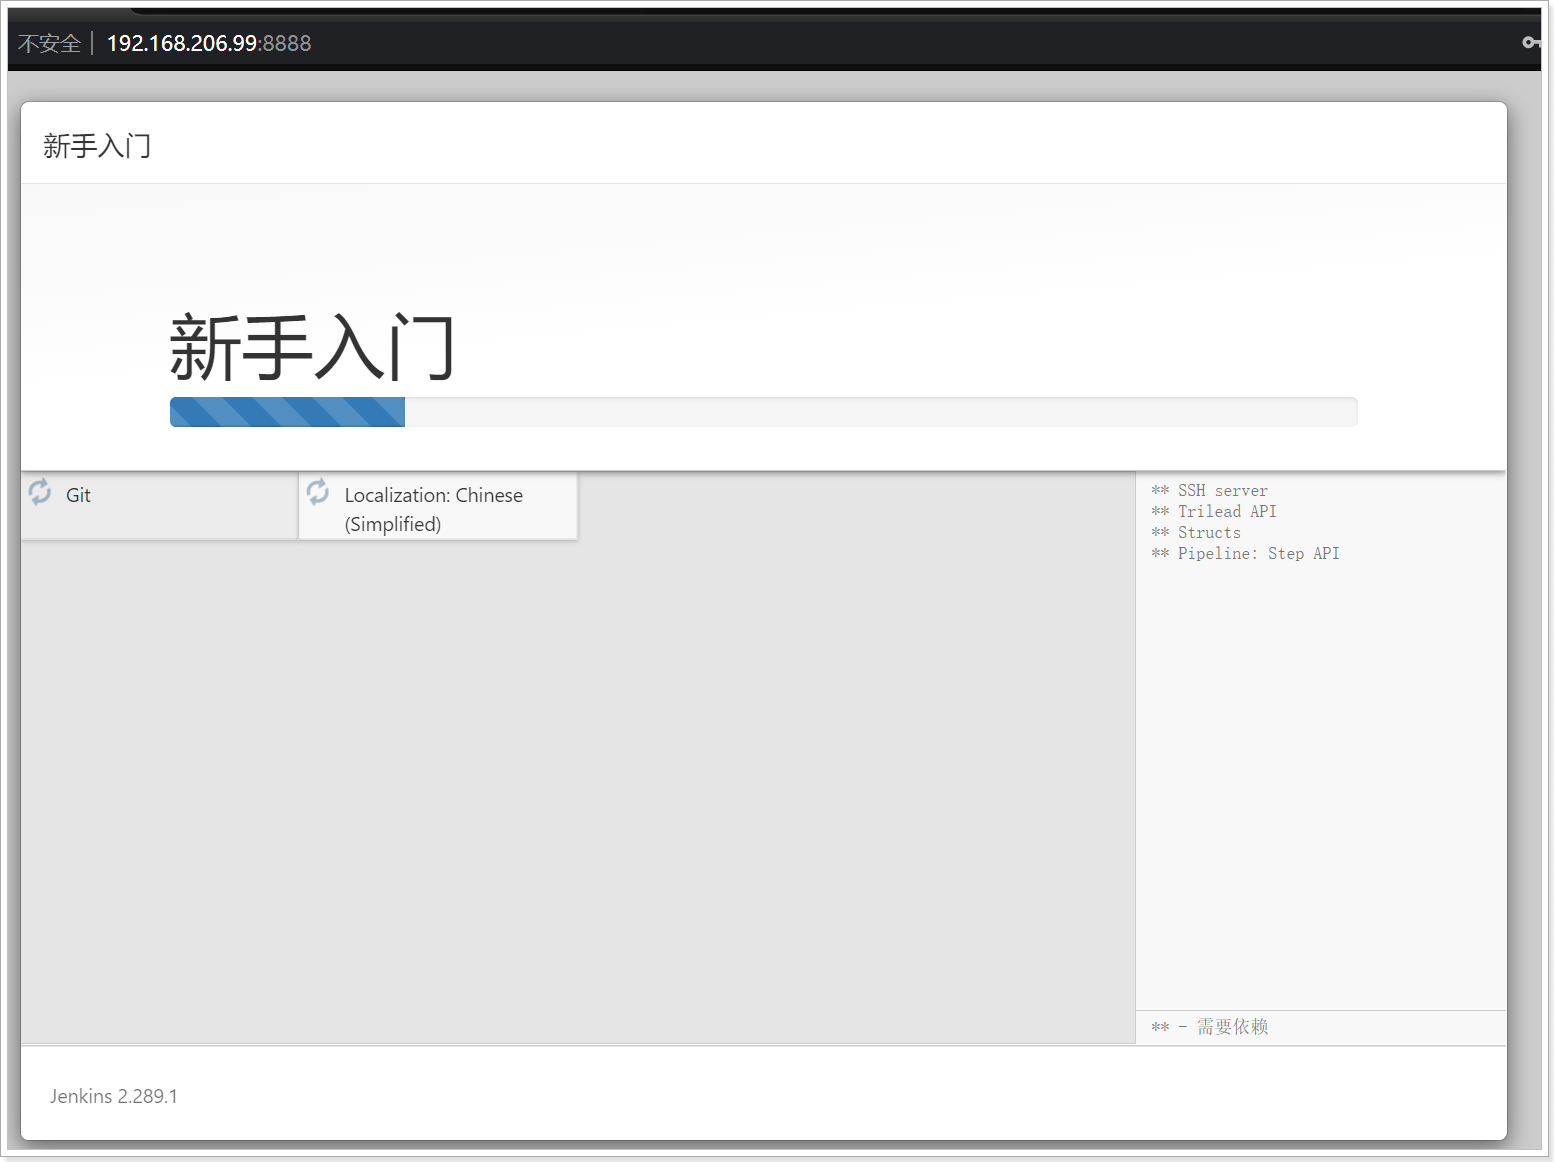 不安全 | 192.168.206.99:8888
新手入门
新手入门
Git
Localization: Chinese
(Simplified)
** SSH server
** Trilead API
** Structs
** Pipeline: Step API
** - 需要依赖
Jenkins 2.289.1